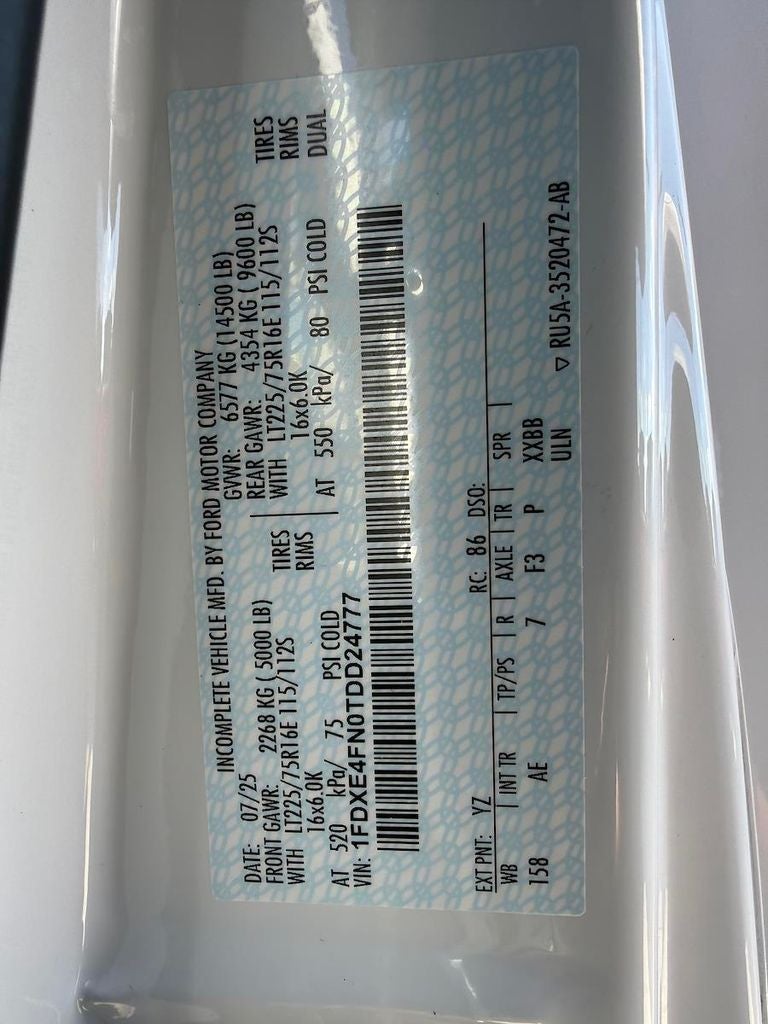 INCOMPLETE VEHICLE MFD. BY FORD MOTOR COMPANY
DATE: 07/25 GVWR: 6577 KG (14500 LB)
FRONT GAWR: 2268 KG ( 5000 LB) REAR GAWR: 4354 KG ( 9600 LB)
WITH LT225/75R16E 115/112S TIRES WITH LT225/75R16E 115/112S TIRES
16x6.0K RIMS 16x6.0K RIMS
AT 520 kPa/ 75 PSI COLD AT 550 kPa/ 80 PSI COLD DUAL
VIN: 1FDXE4FN0TDD24777
EXT PNT: YZ RC: 86 DSO:
WB INT TR TP/PS R AXLE TR SPR
158 AE 7 F3 P XXBB
ULN
▽ RU5A-3520472-AB